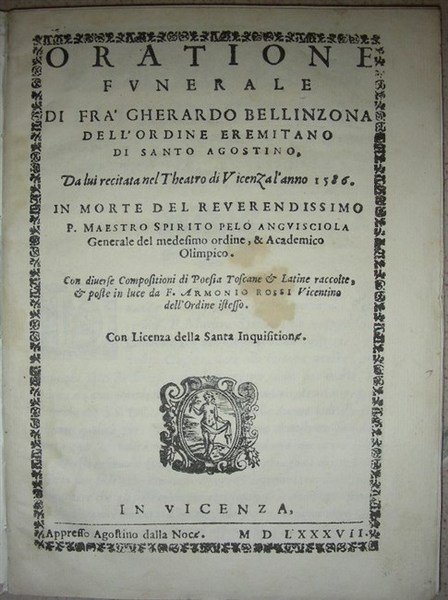 ORATIONE
FVNERALE
DI FRA' GHERARDO BELLINZONA
DELL'ORDINE EREMITANO
DI SANTO AGOSTINO,
Da lui recitata nel Theatro di Vicenza l'anno 1586.
IN MORTE DEL REVERENDISSIMO
P. MAESTRO SPIRITO PELO ANGVISCIOLA
Generale del medesimo ordine, & Academico
Olimpico.
Con diuerse Compositioni di Poesia Toscane & Latine raccolte,
& poste in luce da F. ARMONIO ROSSI Vicentino
dell'Ordine istesso.
Con Licenza della Santa Inquisitione.
IN VICENZA,
Appresso Agostino dalla Noce. M D LXXXVII.